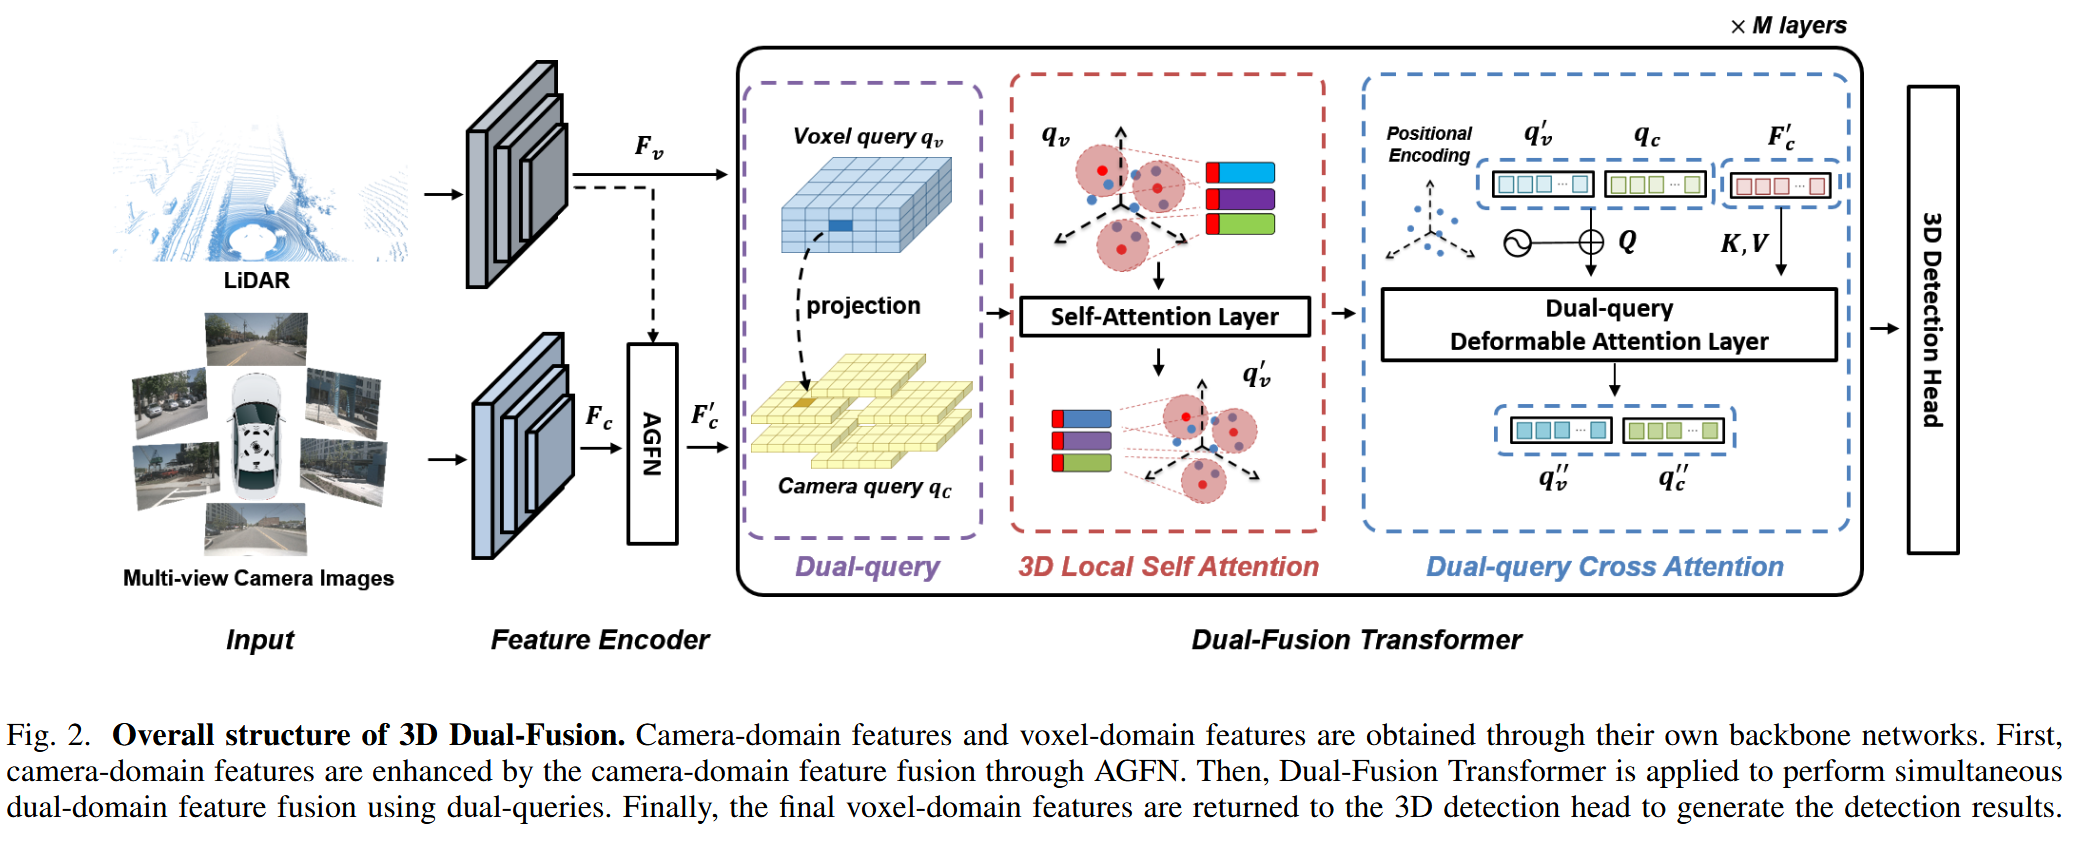 × M layers
LiDAR
Multi-view Camera Images
Input
F_v
F_c
AGFN
F'_c
Feature Encoder
Voxel query q_v
projection
Camera query q_C
Dual-query
q_v
Self-Attention Layer
q'_v
3D Local Self Attention
Positional
Encoding
q'_v
q_c
F'_c
...
...
...
Q
K, V
Dual-query
Deformable Attention Layer
...
...
q''_v
q''_c
Dual-query Cross Attention
Dual-Fusion Transformer
3D Detection Head
Fig. 2. Overall structure of 3D Dual-Fusion. Camera-domain features and voxel-domain features are obtained through their own backbone networks. First,
camera-domain features are enhanced by the camera-domain feature fusion through AGFN. Then, Dual-Fusion Transformer is applied to perform simultaneous
dual-domain feature fusion using dual-queries. Finally, the final voxel-domain features are returned to the 3D detection head to generate the detection results.